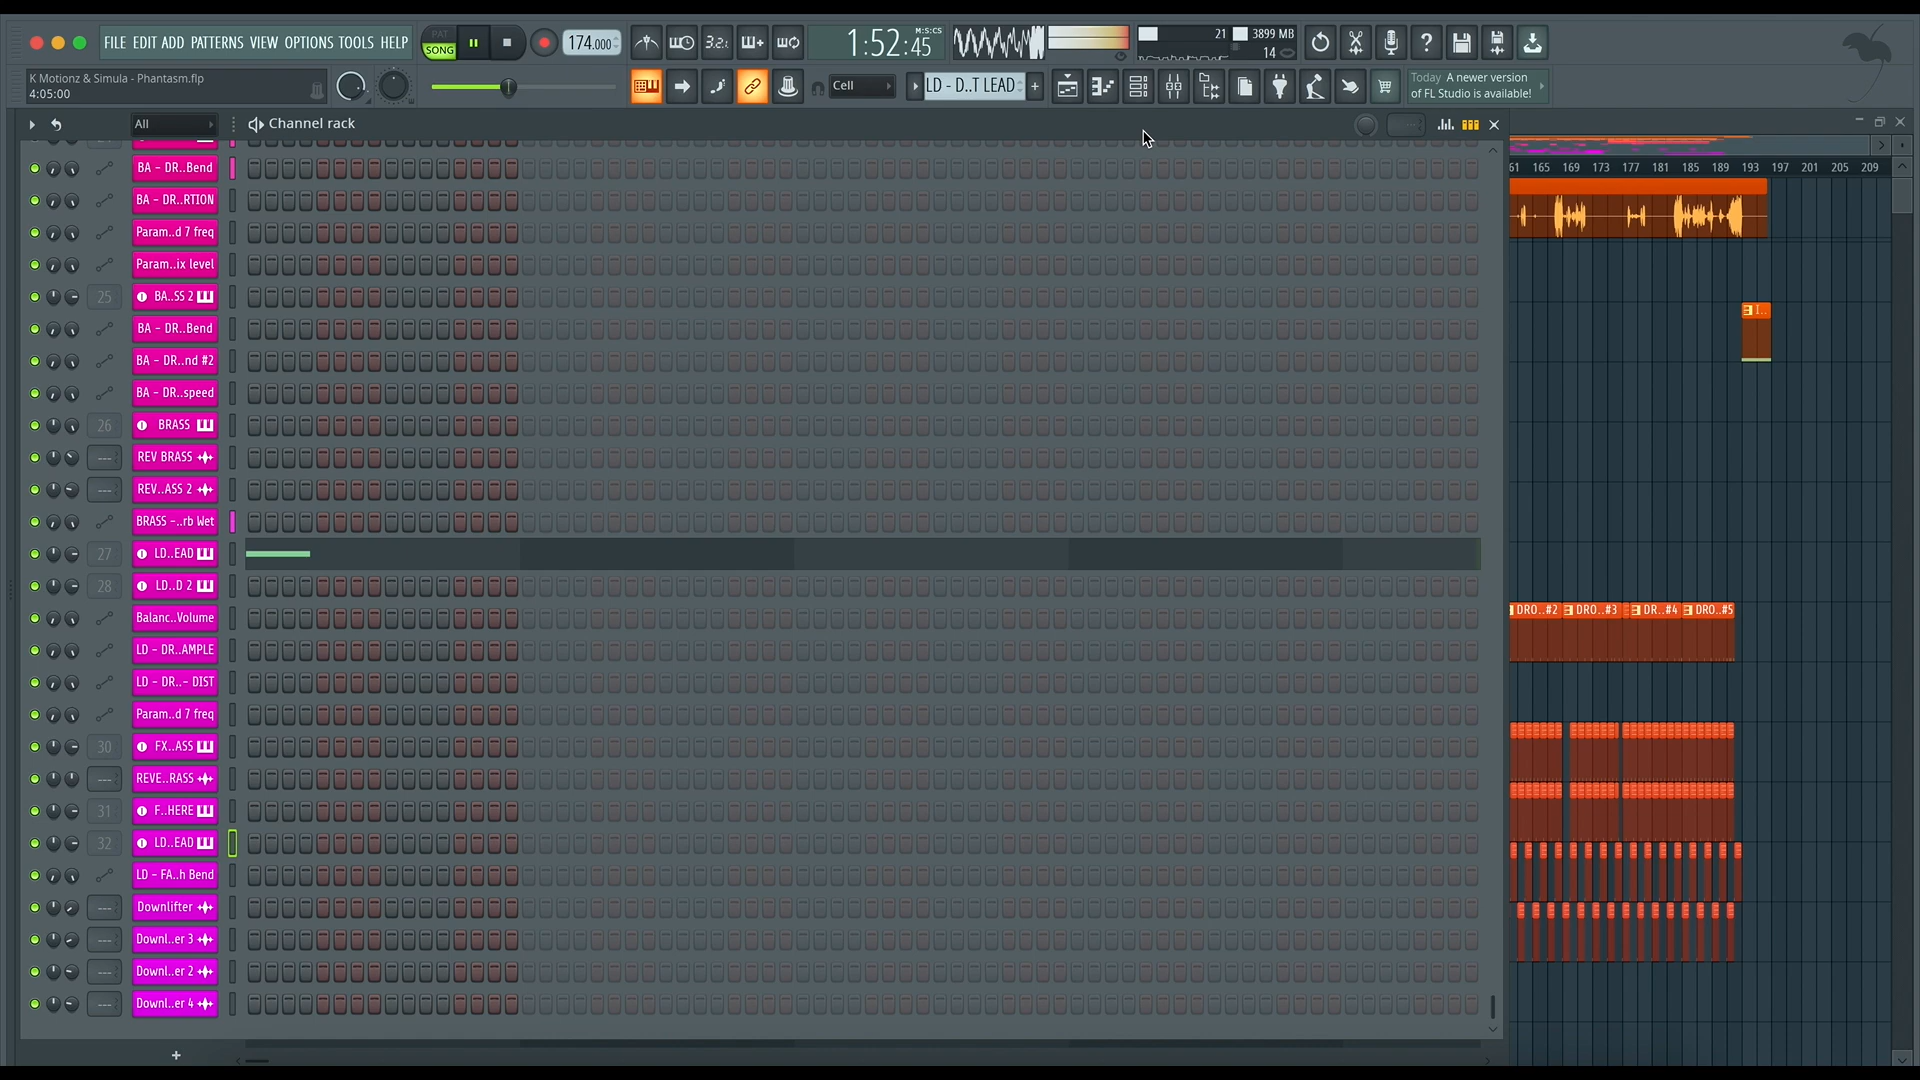 FILE EDIT ADD PATTERNS VIEW OPTIONS TOOLS HELP
PAT
SONG
174.000
3.2.
1:52:45
M:S:CS
21
3899 MB
14
K Motionz & Simula - Phantasm.flp
4:05:00
Cell
LD - D..T LEAD
Today A newer version
of FL Studio is available!
All
Channel rack
BA - DR..Bend
BA - DR..RTION
Param..d 7 freq
Param..ix level
25 BA..SS 2
BA - DR..Bend
BA - DR..nd #2
BA - DR..speed
26 BRASS
REV BRASS
REV..ASS 2
BRASS -..rb Wet
27 LD..EAD
28 LD..D 2
Balanc..Volume
LD - DR..AMPLE
LD - DR..- DIST
Param..d 7 freq
30 FX..ASS
REVE..RASS
31 F..HERE
32 LD..EAD
LD - FA..h Bend
Downlifter
Downl..er 3
Downl..er 2
Downl..er 4
161 165 169 173 177 181 185 189 193 197 201 205 209
I..
DRO..#2 DRO..#3 DR..#4 DRO..#5